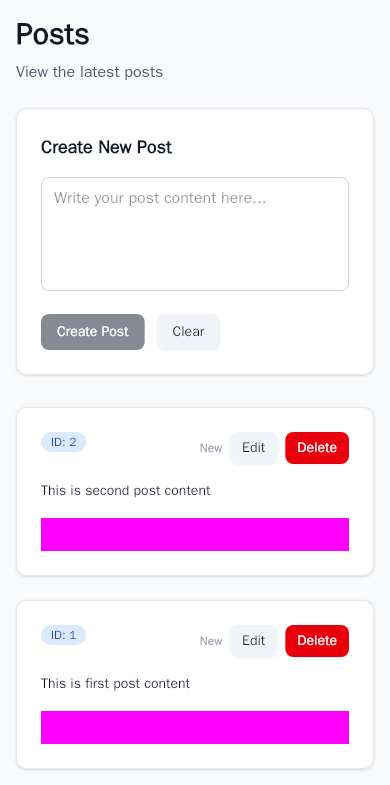 Posts
View the latest posts
Create New Post
Write your post content here...
Create Post Clear
ID: 2 New Edit Delete
This is second post content
ID: 1 New Edit Delete
This is first post content